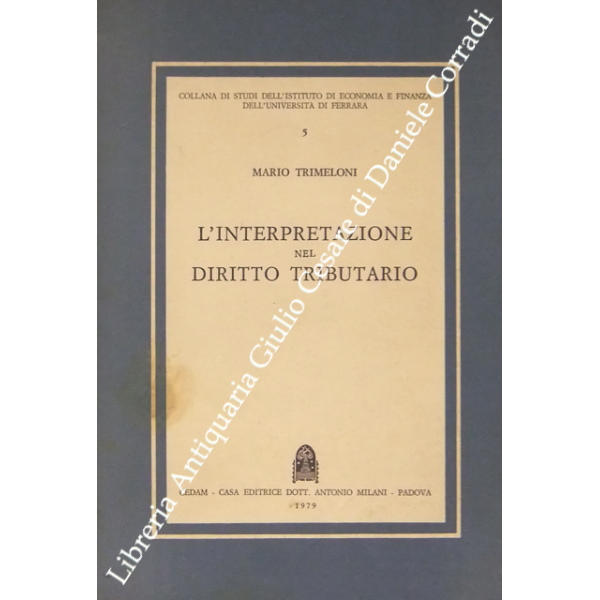 COLLANA DI STUDI DELL'ISTITUTO DI ECONOMIA E FINANZA
DELL'UNIVERSITA DI FERRARA
5
MARIO TRIMELONI
L'INTERPRETAZIONE
NEL
DIRITTO TRIBUTARIO
CEDAM - CASA EDITRICE DOTT. ANTONIO MILANI - PADOVA
1979
Libreria Antiquaria Giulio Cesare di Daniele Corradi